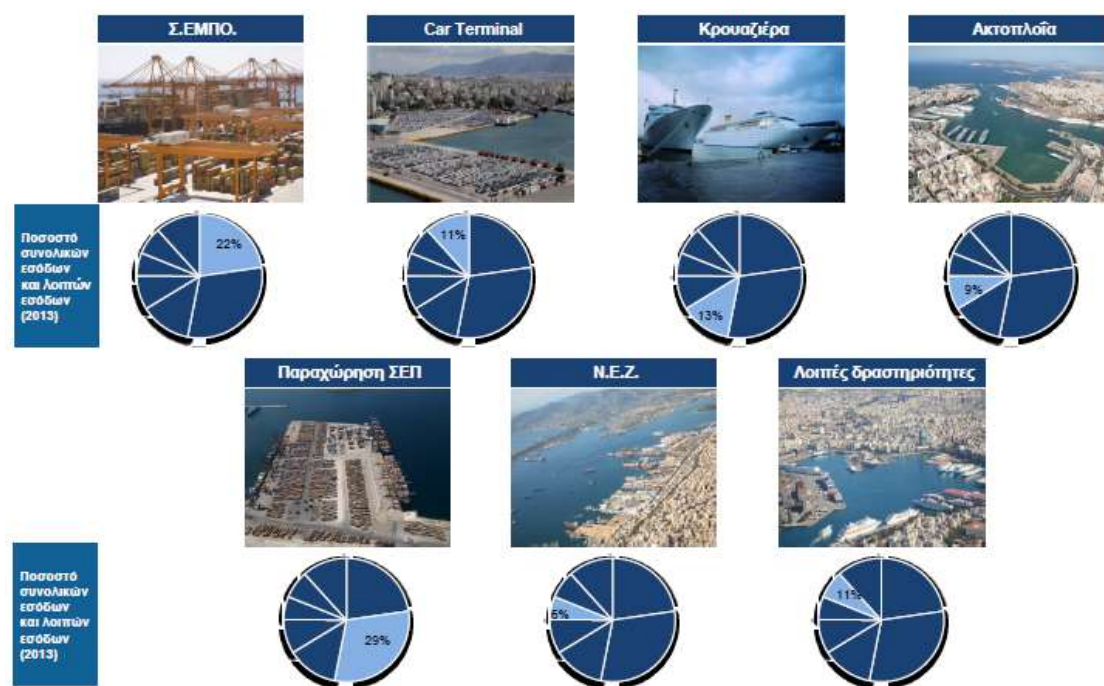 Σ.ΕΜΠΟ.
Car Terminal
Κρουαζιέρα
Ακτοπλοΐα
Ποσοστό
συνολικών
εσόδων
και λοιπών
εσόδων
(2013)
22%
11%
13%
9%
Παραχώρηση ΣΕΠ
Ν.Ε.Ζ.
Λοιπές δραστηριότητες
Ποσοστό
συνολικών
εσόδων
και λοιπών
εσόδων
(2013)
29%
5%
11%